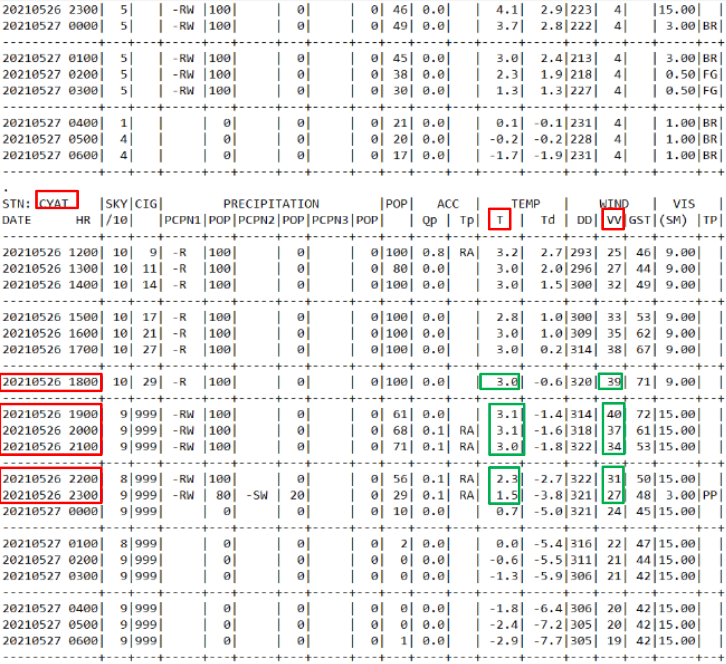 20210526 2300| 5| | -RW |100| | 0| | 0| 46| 0.0| | 4.1| 2.9|223| 4| |15.00| |
20210527 0000| 5| | -RW |100| | 0| | 0| 49| 0.0| | 3.7| 2.8|222| 4| | 3.00|BR|
20210527 0100| 5| | -RW |100| | 0| | 0| 45| 0.0| | 3.0| 2.4|213| 4| | 3.00|BR|
20210527 0200| 5| | -RW |100| | 0| | 0| 38| 0.0| | 2.3| 1.9|218| 4| | 0.50|FG|
20210527 0300| 5| | -RW |100| | 0| | 0| 30| 0.0| | 1.3| 1.3|227| 4| | 0.50|FG|
20210527 0400| 1| | | 0| | 0| | 0| 21| 0.0| | 0.1| -0.1|231| 4| | 1.00|BR|
20210527 0500| 4| | | 0| | 0| | 0| 20| 0.0| | -0.2| -0.2|228| 4| | 1.00|BR|
20210527 0600| 4| | | 0| | 0| | 0| 17| 0.0| | -1.7| -1.9|231| 4| | 1.00|BR|
.
STN: CYAT |SKY|CIG| PRECIPITATION |POP| ACC | TEMP | WIND | VIS |
DATE HR |/10| |PCPN1|POP|PCPN2|POP|PCPN3|POP| | Qp | Tp| T | Td | DD| VV|GST|(SM) |TP|
20210526 1200| 10| 9| -R |100| | 0| | 0|100| 0.8| RA| 3.2| 2.7|293| 25| 46| 9.00| |
20210526 1300| 10| 11| -R |100| | 0| | 0| 80| 0.0| | 3.0| 2.0|296| 27| 44| 9.00| |
20210526 1400| 10| 14| -R |100| | 0| | 0|100| 0.0| | 3.0| 1.5|300| 32| 49| 9.00| |
20210526 1500| 10| 17| -R |100| | 0| | 0|100| 0.0| | 2.8| 1.0|300| 33| 53| 9.00| |
20210526 1600| 10| 21| -R |100| | 0| | 0|100| 0.0| | 3.0| 1.0|309| 35| 62| 9.00| |
20210526 1700| 10| 27| -R |100| | 0| | 0|100| 0.0| | 3.0| 0.2|314| 38| 67| 9.00| |
20210526 1800| 10| 29| -R |100| | 0| | 0|100| 0.0| | 3.0| -0.6|320| 39| 71| 9.00| |
20210526 1900| 9|999| -RW |100| | 0| | 0| 61| 0.0| | 3.1| -1.4|314| 40| 72|15.00| |
20210526 2000| 9|999| -RW |100| | 0| | 0| 68| 0.1| RA| 3.1| -1.6|318| 37| 61|15.00| |
20210526 2100| 9|999| -RW |100| | 0| | 0| 71| 0.1| RA| 3.0| -1.8|322| 34| 53|15.00| |
20210526 2200| 8|999| -RW |100| | 0| | 0| 56| 0.1| RA| 2.3| -2.7|322| 31| 50|15.00| |
20210526 2300| 9|999| -RW | 80| -SW | 20| | 0| 29| 0.1| RA| 1.5| -3.8|321| 27| 48| 3.00|PP|
20210527 0000| 9|999| | 0| | 0| | 0| 10| 0.0| | 0.7| -5.0|321| 24| 45|15.00| |
20210527 0100| 8|999| | 0| | 0| | 0| 2| 0.0| | 0.0| -5.4|316| 22| 47|15.00| |
20210527 0200| 9|999| | 0| | 0| | 0| 0| 0.0| | -0.6| -5.5|311| 21| 44|15.00| |
20210527 0300| 9|999| | 0| | 0| | 0| 0| 0.0| | -1.3| -5.9|306| 21| 42|15.00| |
20210527 0400| 9|999| | 0| | 0| | 0| 0| 0.0| | -1.8| -6.4|306| 20| 42|15.00| |
20210527 0500| 9|999| | 0| | 0| | 0| 0| 0.0| | -2.4| -7.2|305| 20| 42|15.00| |
20210527 0600| 9|999| | 0| | 0| | 0| 1| 0.0| | -2.9| -7.7|305| 19| 42|15.00| |